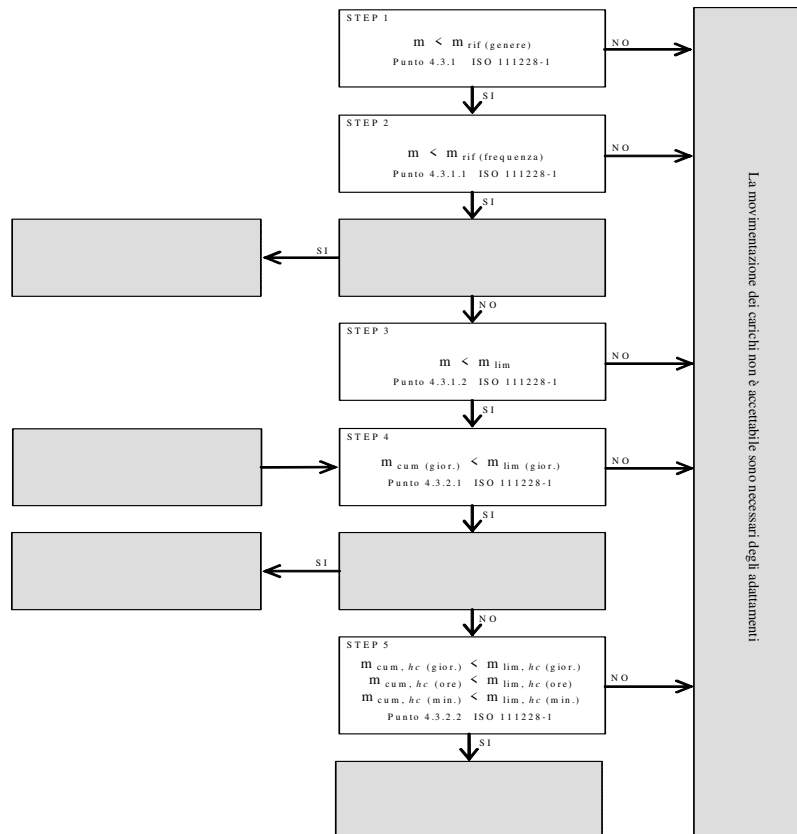 STEP 1
m < m rif (genere)
Punto 4.3.1 ISO 111228-1
NO
SI
STEP 2
m < m rif (frequenza)
Punto 4.3.1.1 ISO 111228-1
NO
SI
SI
NO
STEP 3
m < m lim
Punto 4.3.1.2 ISO 111228-1
NO
SI
STEP 4
m cum (gior.) < m lim (gior.)
Punto 4.3.2.1 ISO 111228-1
NO
SI
SI
NO
STEP 5
m cum, hc (gior.) < m lim, hc (gior.)
m cum, hc (ore) < m lim, hc (ore)
m cum, hc (min.) < m lim, hc (min.)
Punto 4.3.2.2 ISO 111228-1
NO
SI
La movimentazione dei carichi non è accettabile sono necessari degli adattamenti